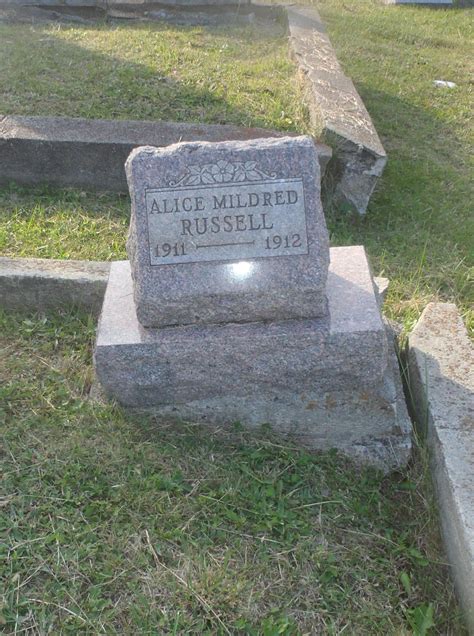 ALICE MILDRED
RUSSELL
1911 — 1912